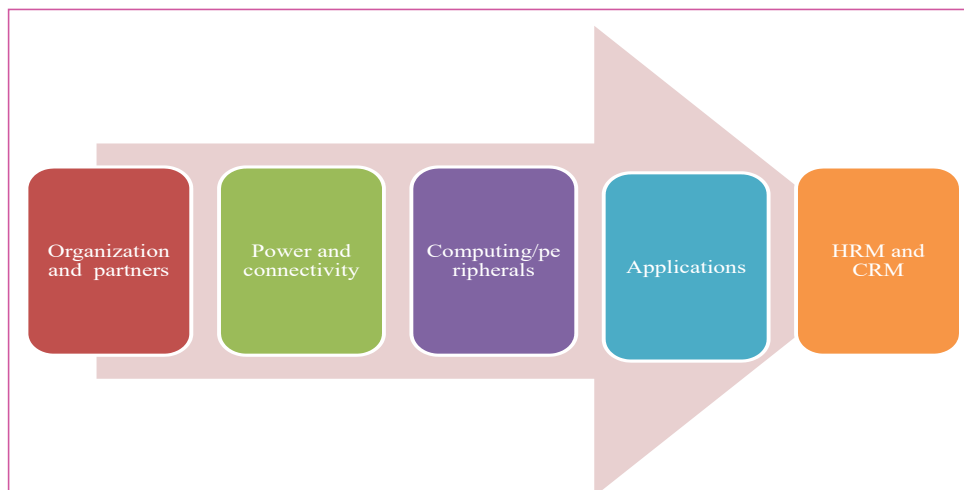 Organization
and partners
Power and
connectivity
Computing/pe
ripherals
Applications
HRM and
CRM